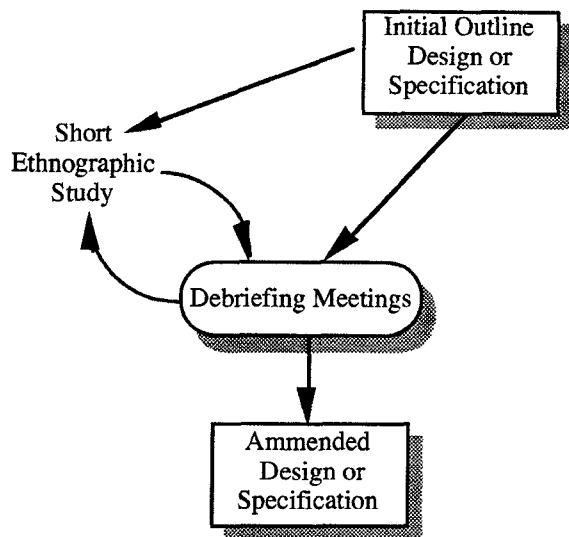 Initial Outline
Design or
Specification
Short
Ethnographic
Study
Debriefing Meetings
Ammended
Design or
Specification